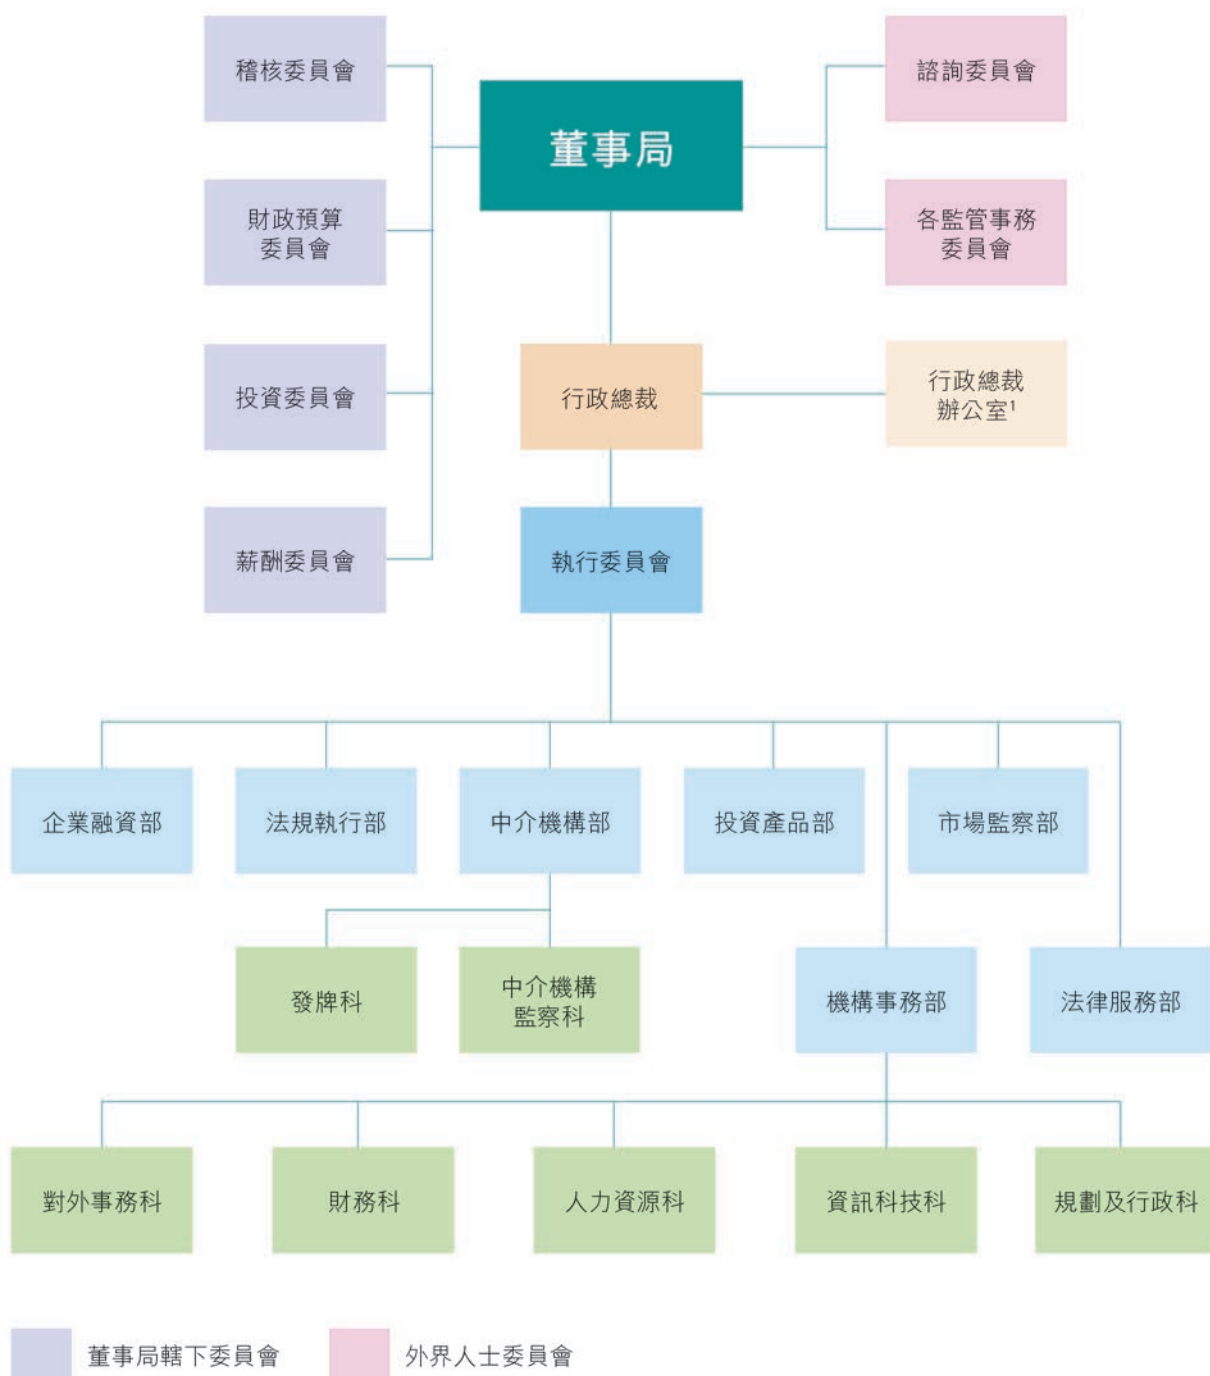 稽核委員會
董事局
諮詢委員會
財政預算
委員會
各監管事務
委員會
投資委員會
行政總裁
行政總裁
辦公室¹
薪酬委員會
執行委員會
企業融資部
法規執行部
中介機構部
投資產品部
市場監察部
發牌科
中介機構
監察科
機構事務部
法律服務部
對外事務科
財務科
人力資源科
資訊科技科
規劃及行政科
董事局轄下委員會
外界人士委員會